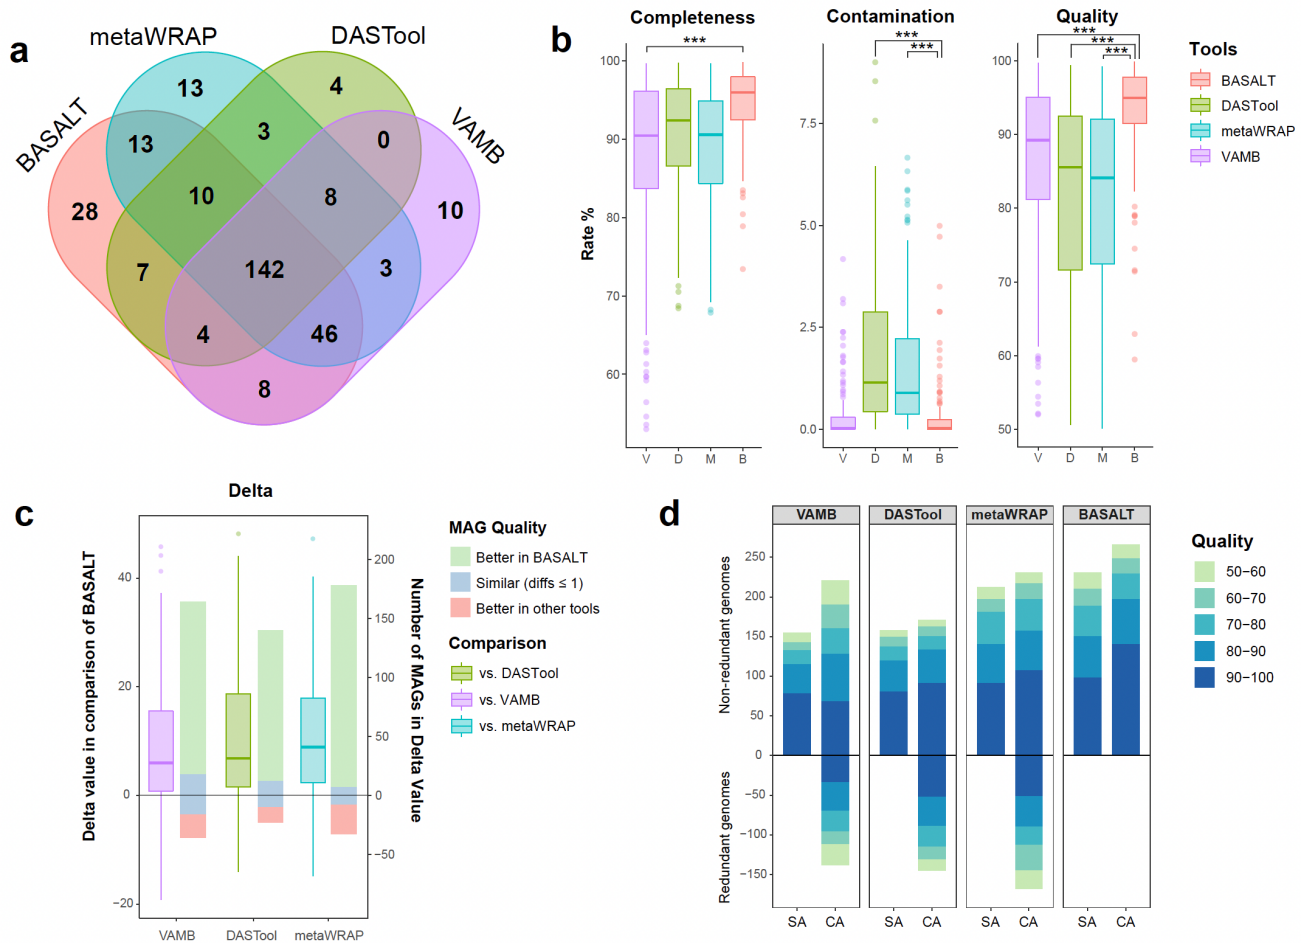 a
metaWRAP
DASTool
BASALT
VAMB
13
4
3
0
13
10
8
28
10
7
142
3
4
46
8
b
Completeness
Contamination
Quality
Rate %
***
100
90
80
70
60
V D M B
***
***
7.5
5.0
2.5
0.0
V D M B
***
***
***
100
90
80
70
60
50
V D M B
Tools
BASALT
DASTool
metaWRAP
VAMB
c
Delta
Delta value in comparison of BASALT
40
20
0
−20
200
150
100
50
0
−50
Number of MAGs in Delta Value
VAMB DASTool metaWRAP
MAG Quality
Better in BASALT
Similar (diffs ≤ 1)
Better in other tools
Comparison
vs. DASTool
vs. VAMB
vs. metaWRAP
d
VAMB DASTool metaWRAP BASALT
Non-redundant genomes
Redundant genomes
250
200
150
100
50
0
−50
−100
−150
SA CA SA CA SA CA SA CA
Quality
50−60
60−70
70−80
80−90
90−100